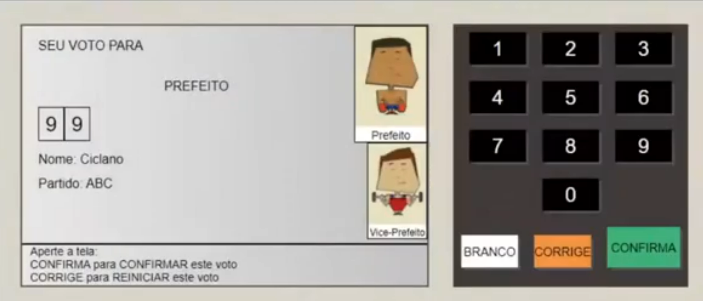 SEU VOTO PARA
PREFEITO
9 9
Nome: Ciclano
Partido: ABC
Prefeito
Vice-Prefeito
Aperte a tela:
CONFIRMA para CONFIRMAR este voto
CORRIGE para REINICIAR este voto
1 2 3
4 5 6
7 8 9
0
BRANCO CORRIGE CONFIRMA